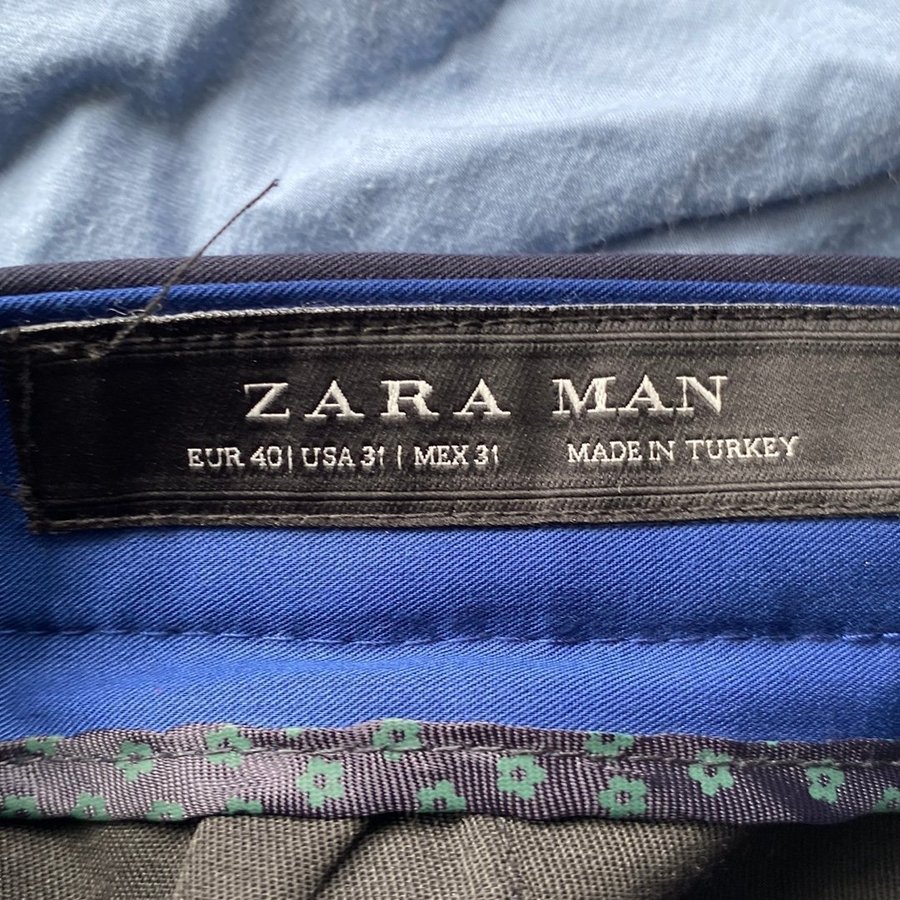 ZARA MAN
EUR 40 | USA 31 | MEX 31 MADE IN TURKEY